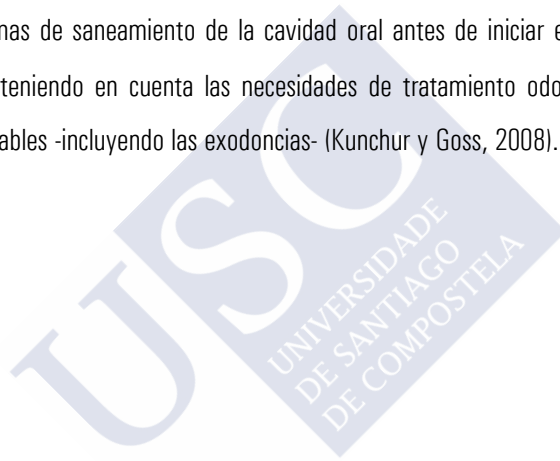 mas de saneamiento de la cavidad oral antes de iniciar e
teniendo en cuenta las necesidades de tratamiento odo
ables -incluyendo las exodoncias- (Kunchur y Goss, 2008).
USC
UNIVERSIDADE
DE SANTIAGO
DE COMPOSTELA